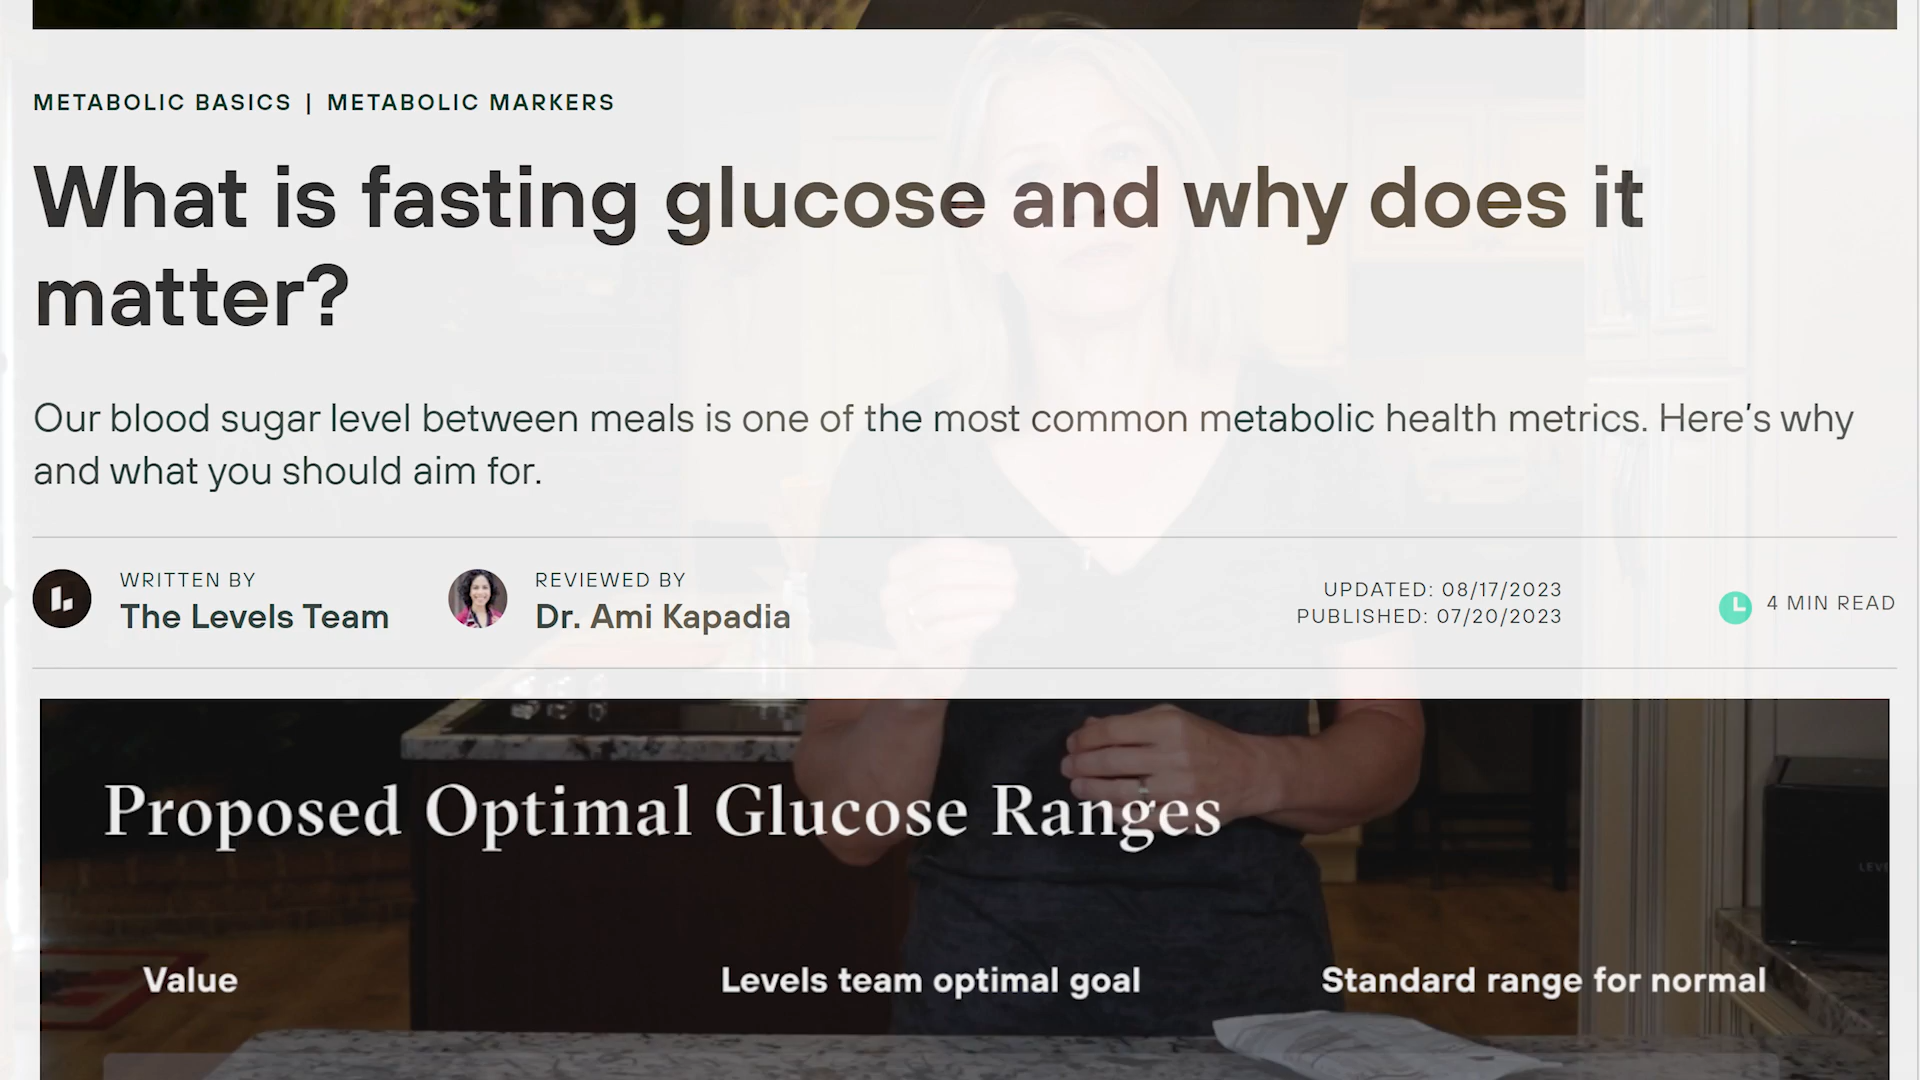 METABOLIC BASICS | METABOLIC MARKERS
What is fasting glucose and why does it
matter?
Our blood sugar level between meals is one of the most common metabolic health metrics. Here's why
and what you should aim for.
WRITTEN BY
The Levels Team
REVIEWED BY
Dr. Ami Kapadia
UPDATED: 08/17/2023
PUBLISHED: 07/20/2023
4 MIN READ
Proposed Optimal Glucose Ranges
Value
Levels team optimal goal
Standard range for normal